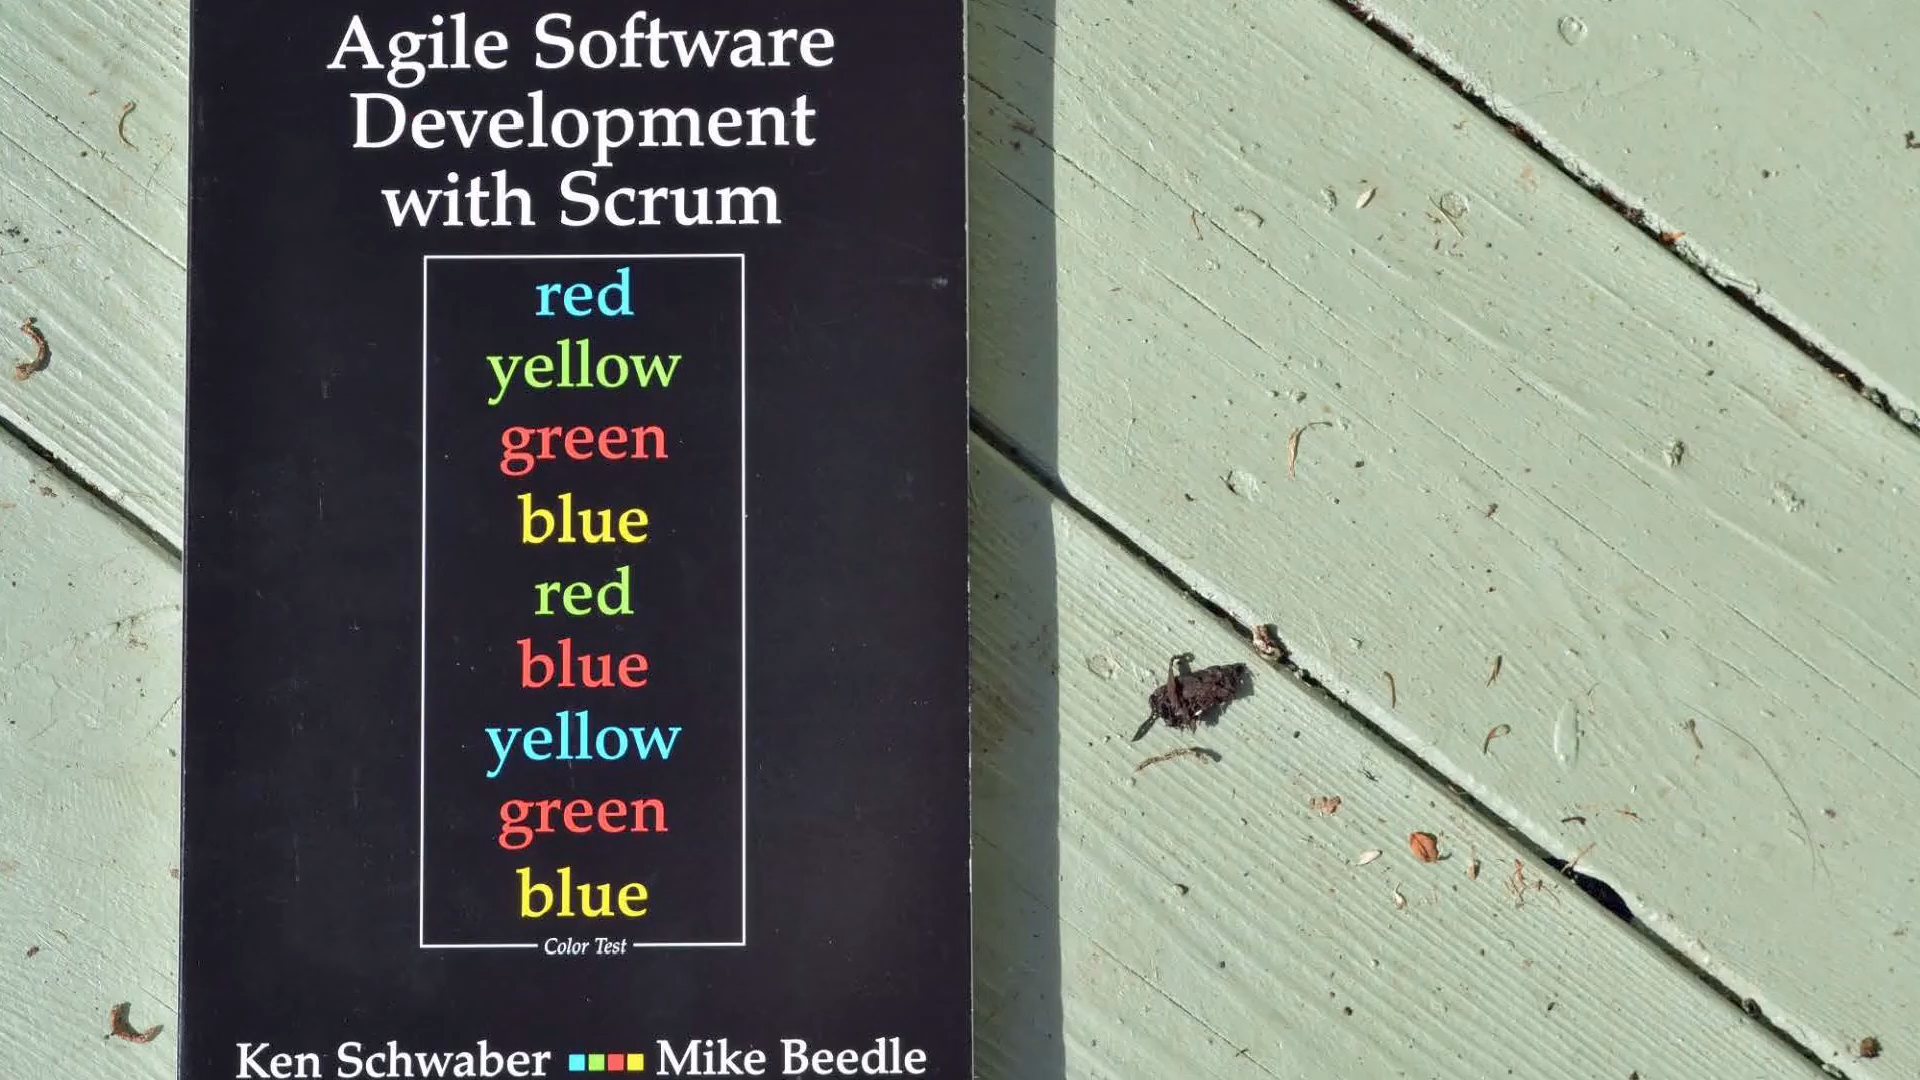 Agile Software
Development
with Scrum
red
yellow
green
blue
red
blue
yellow
green
blue
Color Test
Ken Schwaber Mike Beedle